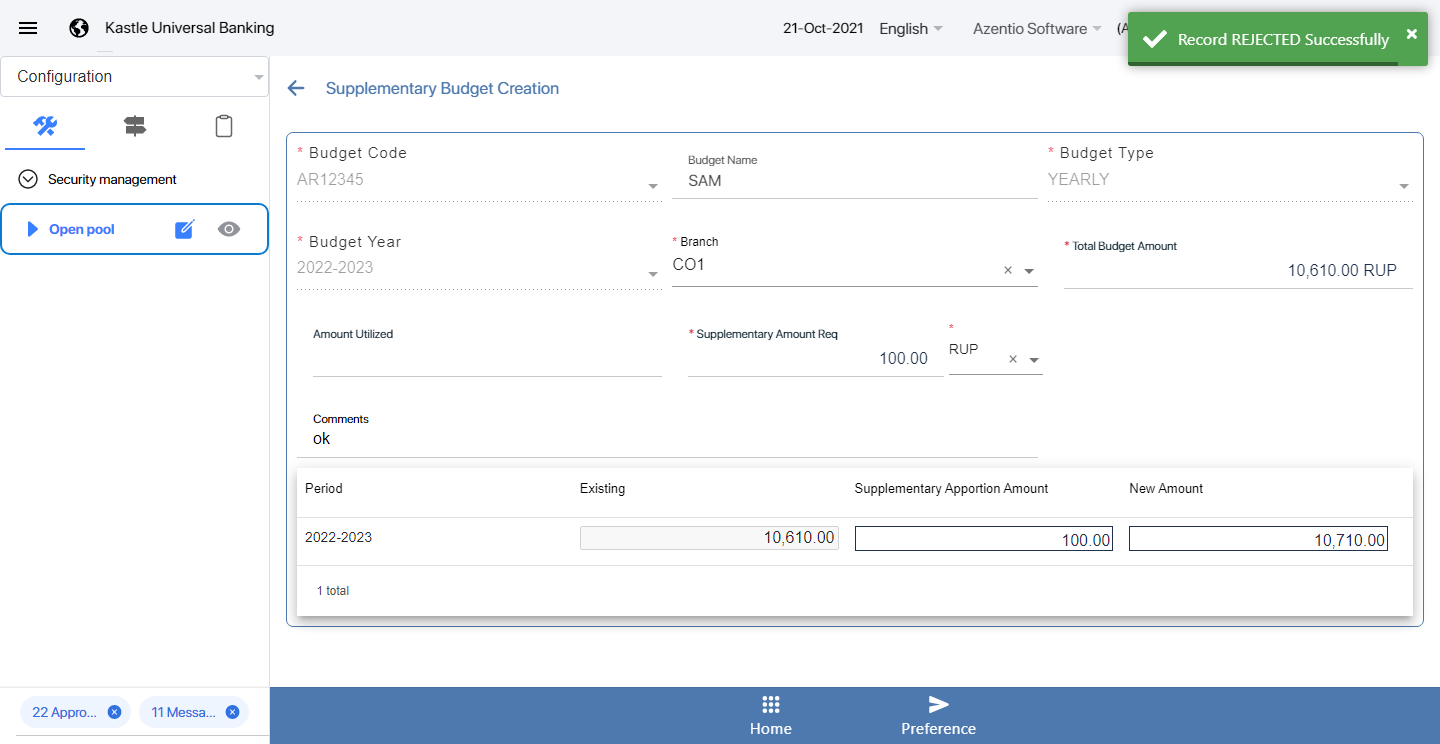 Kastle Universal Banking
21-Oct-2021 English Azentio Software (A
Record REJECTED Successfully
Configuration
Supplementary Budget Creation
Security management
Open pool
* Budget Code
AR12345
Budget Name
SAM
* Budget Type
YEARLY
* Budget Year
2022-2023
* Branch
CO1
* Total Budget Amount
10,610.00 RUP
Amount Utilized
* Supplementary Amount Req
100.00
*
RUP
Comments
ok
Period Existing Supplementary Apportion Amount New Amount
2022-2023 10,610.00 100.00 10,710.00
1 total
22 Appro... 11 Messa...
Home Preference